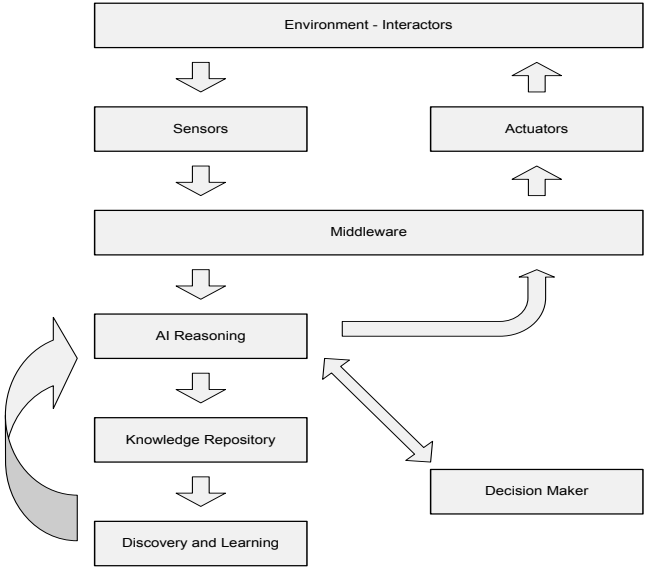 Environment - Interactors
Sensors
Actuators
Middleware
AI Reasoning
Knowledge Repository
Decision Maker
Discovery and Learning